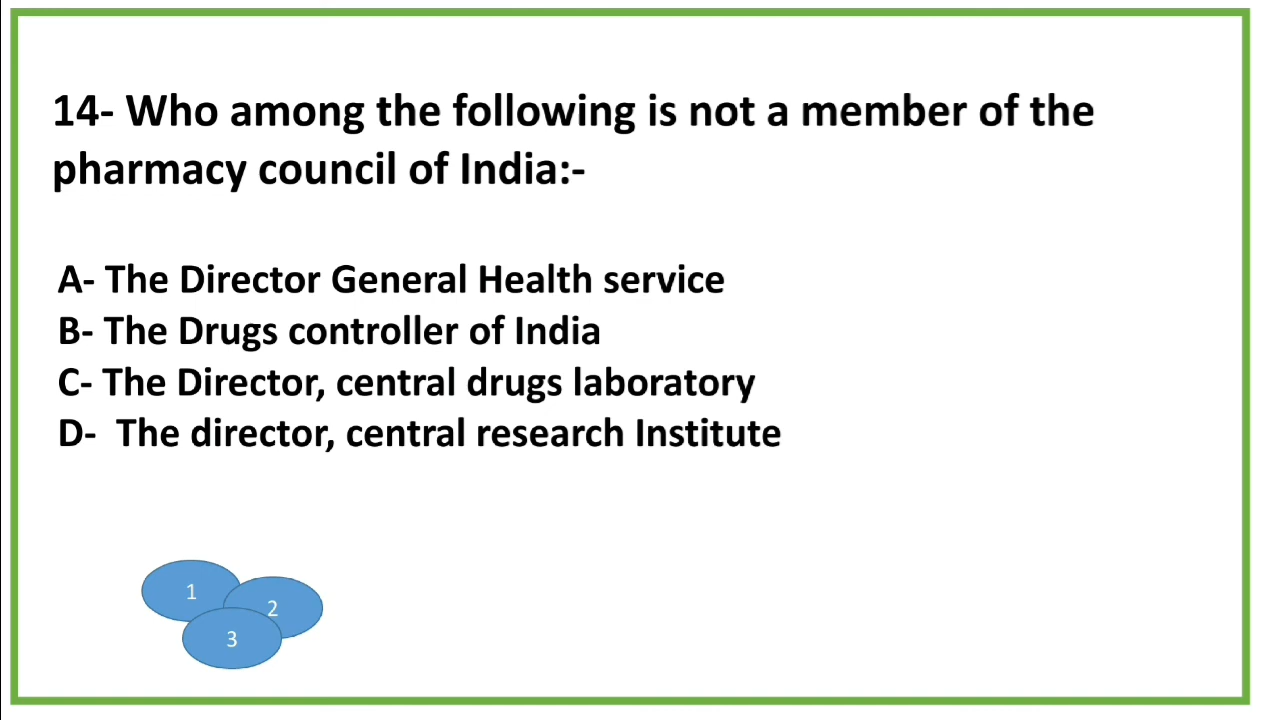 14- Who among the following is not a member of the
pharmacy council of India:-
A- The Director General Health service
B- The Drugs controller of India
C- The Director, central drugs laboratory
D-  The director, central research Institute
1
2
3